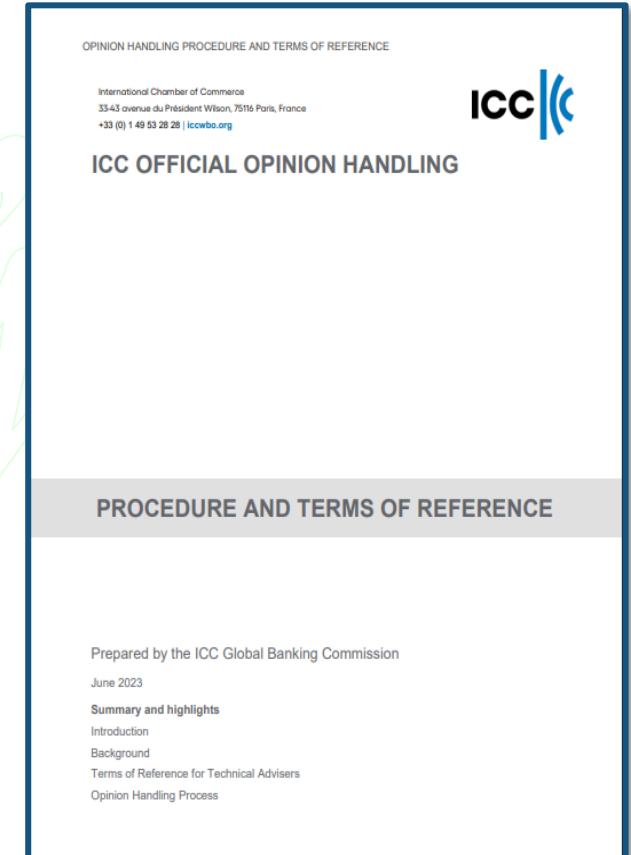 OPINION HANDLING PROCEDURE AND TERMS OF REFERENCE
International Chamber of Commerce
33-43 avenue du Président Wilson, 75116 Paris, France
+33 (0) 1 49 53 28 28 | iccwbo.org
ICC
ICC OFFICIAL OPINION HANDLING
PROCEDURE AND TERMS OF REFERENCE
Prepared by the ICC Global Banking Commission
June 2023
Summary and highlights
Introduction
Background
Terms of Reference for Technical Advisers
Opinion Handling Process